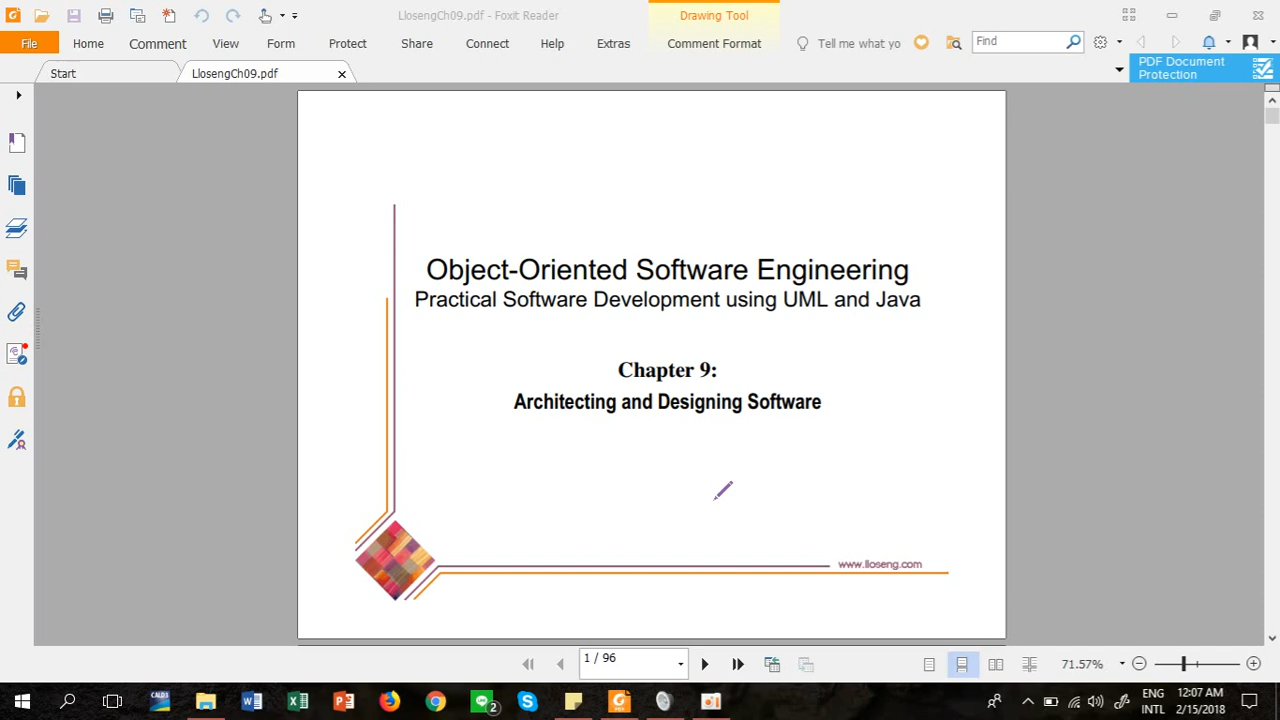 LlosengCh09.pdf - Foxit Reader
Drawing Tool
File
Home
Comment
View
Form
Protect
Share
Connect
Help
Extras
Comment Format
Tell me what yo
Find
Start
LlosengCh09.pdf
PDF Document
Protection
Object-Oriented Software Engineering
Practical Software Development using UML and Java
Chapter 9:
Architecting and Designing Software
www.lloseng.com
1 / 96
71.57%
2
ENG
INTL
12:07 AM
2/15/2018